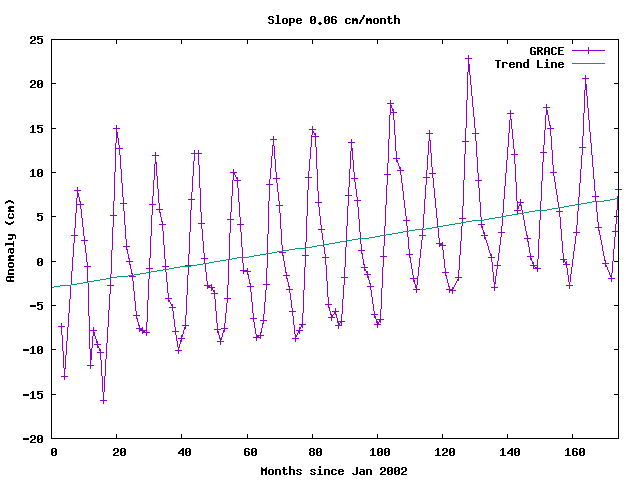 Slope 0.06 cm/month
GRACE
Trend Line
25
20
15
10
5
0
-5
-10
-15
-20
Anomaly (cm)
0 20 40 60 80 100 120 140 160
Months since Jan 2002